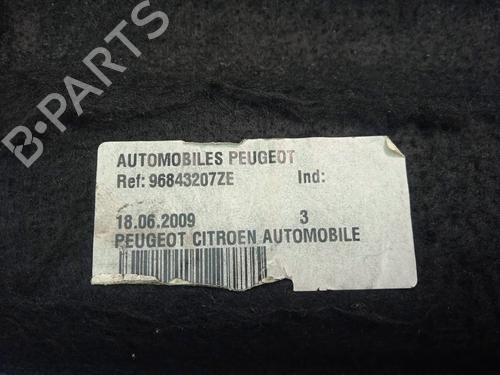 B-PARTS
AUTOMOBILES PEUGEOT
Ref: 96843207ZE Ind:
18.06.2009 3
PEUGEOT CITROEN AUTOMOBILE